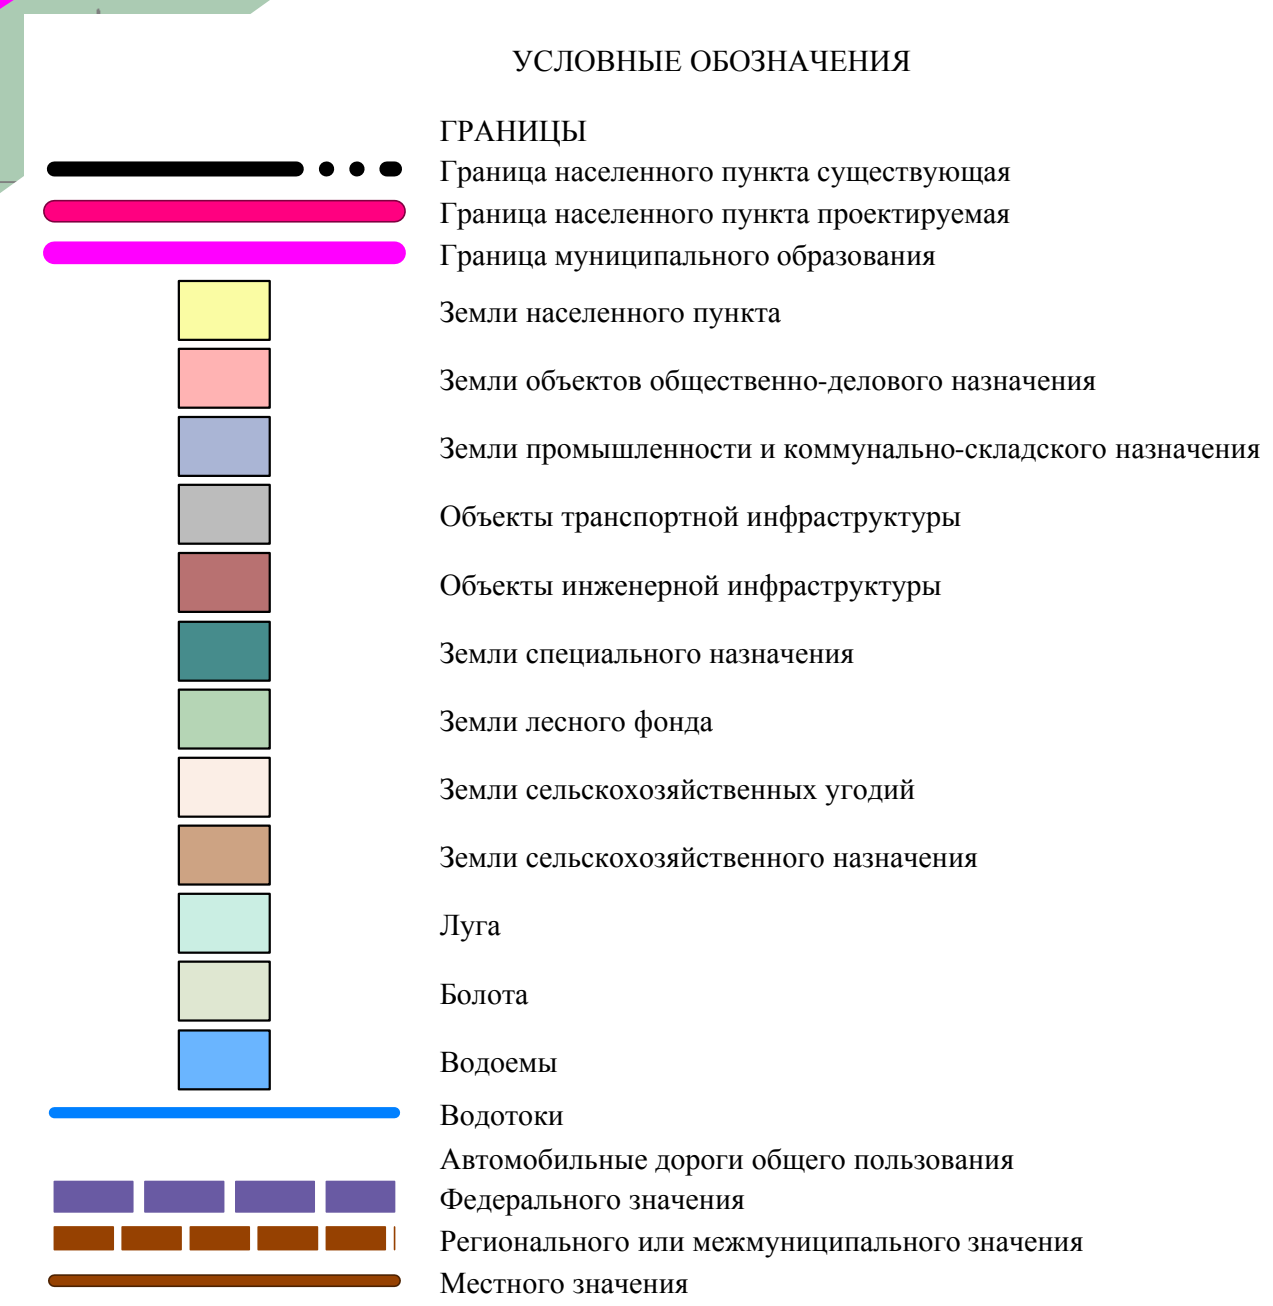 УСЛОВНЫЕ ОБОЗНАЧЕНИЯ
ГРАНИЦЫ
Граница населенного пункта существующая
Граница населенного пункта проектируемая
Граница муниципального образования
Земли населенного пункта
Земли объектов общественно-делового назначения
Земли промышленности и коммунально-складского назначения
Объекты транспортной инфраструктуры
Объекты инженерной инфраструктуры
Земли специального назначения
Земли лесного фонда
Земли сельскохозяйственных угодий
Земли сельскохозяйственного назначения
Луга
Болота
Водоемы
Водотоки
Автомобильные дороги общего пользования
Федерального значения
Регионального или межмуниципального значения
Местного значения